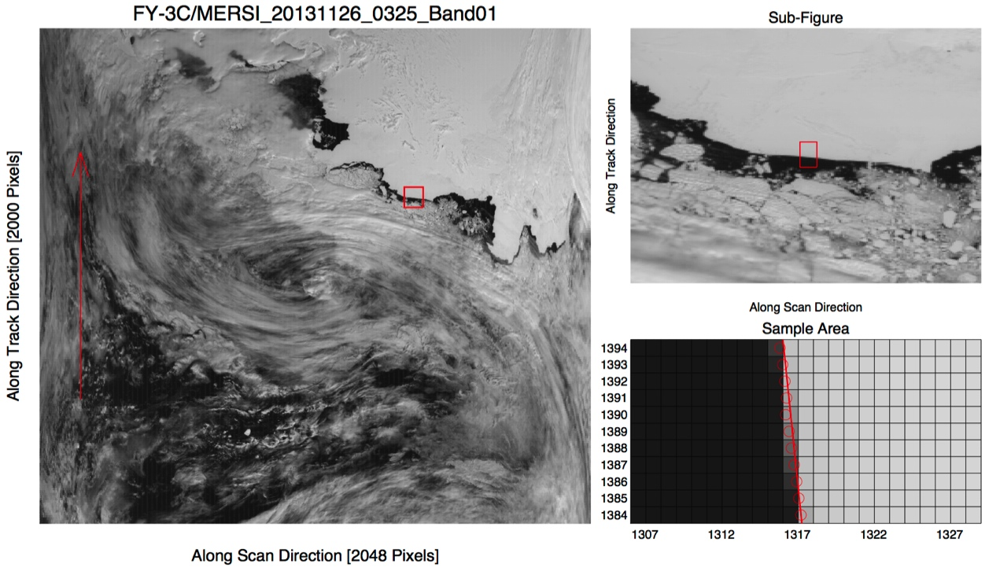 FY-3C/MERSI_20131126_0325_Band01
Along Track Direction [2000 Pixels]
Along Scan Direction [2048 Pixels]
Sub-Figure
Along Track Direction
Along Scan Direction
Sample Area
1394
1393
1392
1391
1390
1389
1388
1387
1386
1385
1384
1307 1312 1317 1322 1327